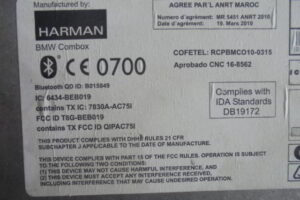 Manufactured by:
HARMAN
BMW Combox
CE 0700
Bluetooth QD ID: B015849
IC: 6434-BEB019
contains TX IC: 7830A-AC75I
FCC ID T8G-BEB019
contains TX FCC ID QIPAC75I
AGREE PAR L'ANRT MAROC
Numero d'agrément: MR 5451 ANRT 2010
Date d'agrément: 19. Mars 2010
COFETEL: RCPBMCO10-0315
Aprobado CNC 16-8562
Complies with
IDA Standards
DB19172
THIS PRODUCT COMPLIES WITH DHHS RULES 21 CFR
SUBCHAPTER J APPLICABLE TO THE DATE OF MANUFACTURE.
THIS DEVICE COMPLIES WITH PART 15 OF THE FCC RULES. OPERATION IS
SUBJECT TO THE FOLLOWING TWO CONDITIONS:
(1) THIS DEVICE MAY NOT CAUSE HARMFUL INTERFERENCE, AND
(2) THIS DEVICE MUST ACCEPT ANY INTERFERENCE RECEIVED,
INCLUDING INTERFERENCE THAT MAY CAUSE UNDESIRED OPERATION.